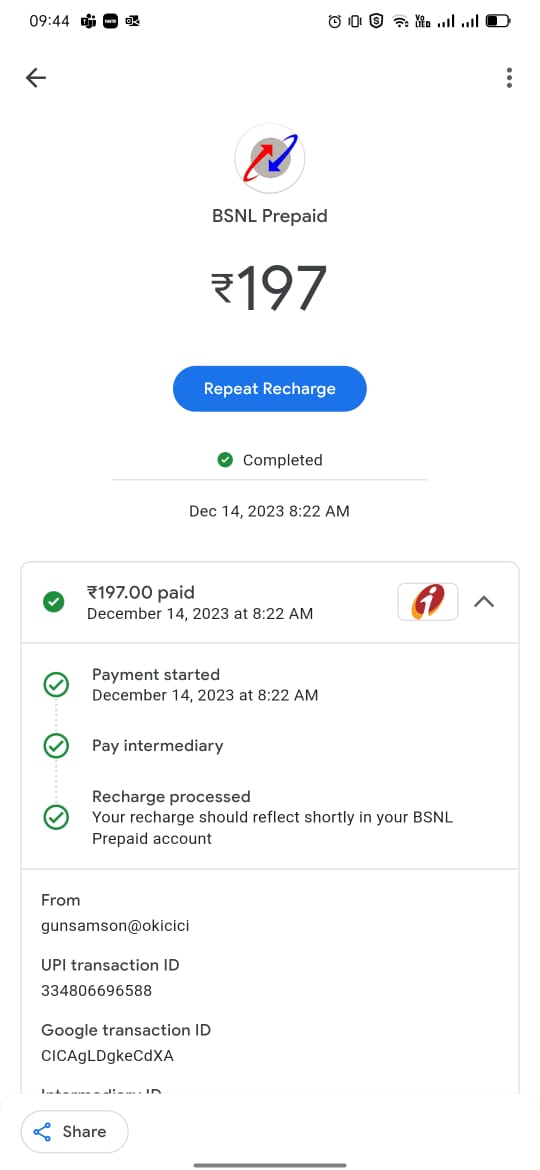 09:44
BSNL Prepaid
₹197
Repeat Recharge
Completed
Dec 14, 2023 8:22 AM
₹197.00 paid
December 14, 2023 at 8:22 AM
Payment started
December 14, 2023 at 8:22 AM
Pay intermediary
Recharge processed
Your recharge should reflect shortly in your BSNL
Prepaid account
From
gunsamson@okicici
UPI transaction ID
334806696588
Google transaction ID
CICAgLDgkeCdXA
Share